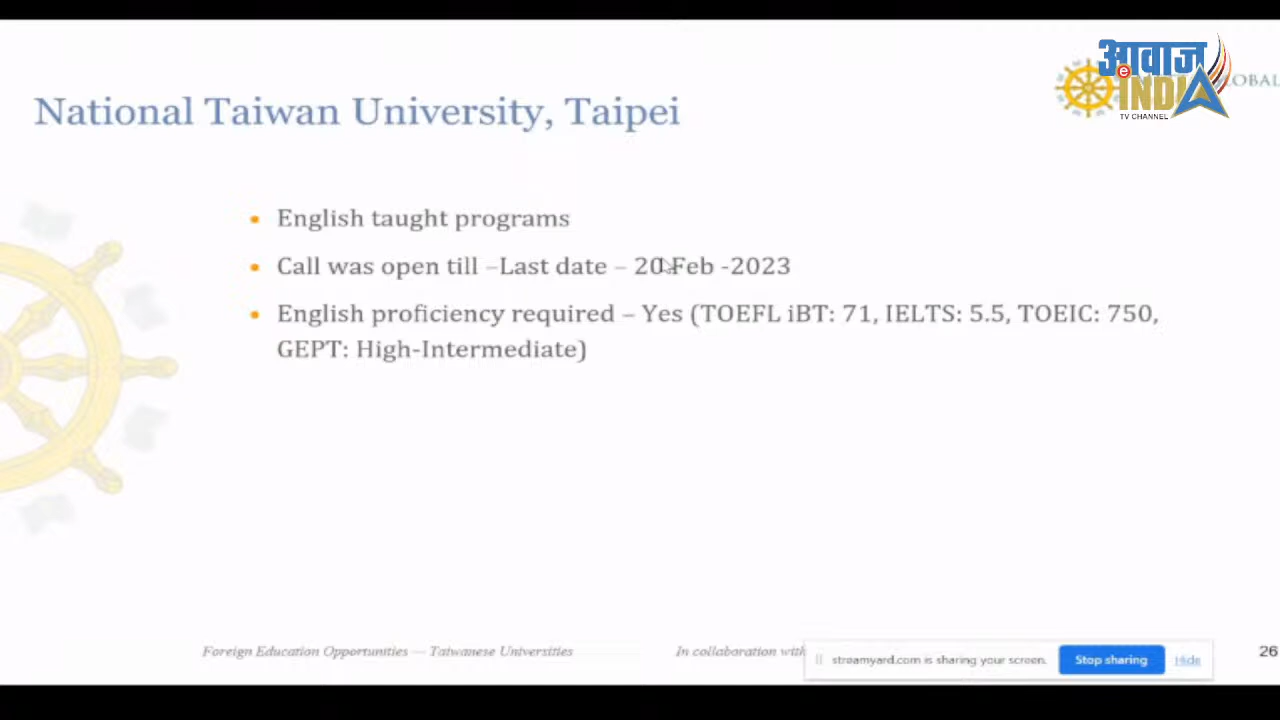 आवाज
e
INDIA
TV CHANNEL
GLOBAL
National Taiwan University, Taipei
• English taught programs
• Call was open till –Last date – 20 Feb -2023
• English proficiency required – Yes (TOEFL iBT: 71, IELTS: 5.5, TOEIC: 750,
GEPT: High-Intermediate)
Foreign Education Opportunities — Taiwanese Universities
In collaboration with
streamyard.com is sharing your screen.
Stop sharing
Hide
26